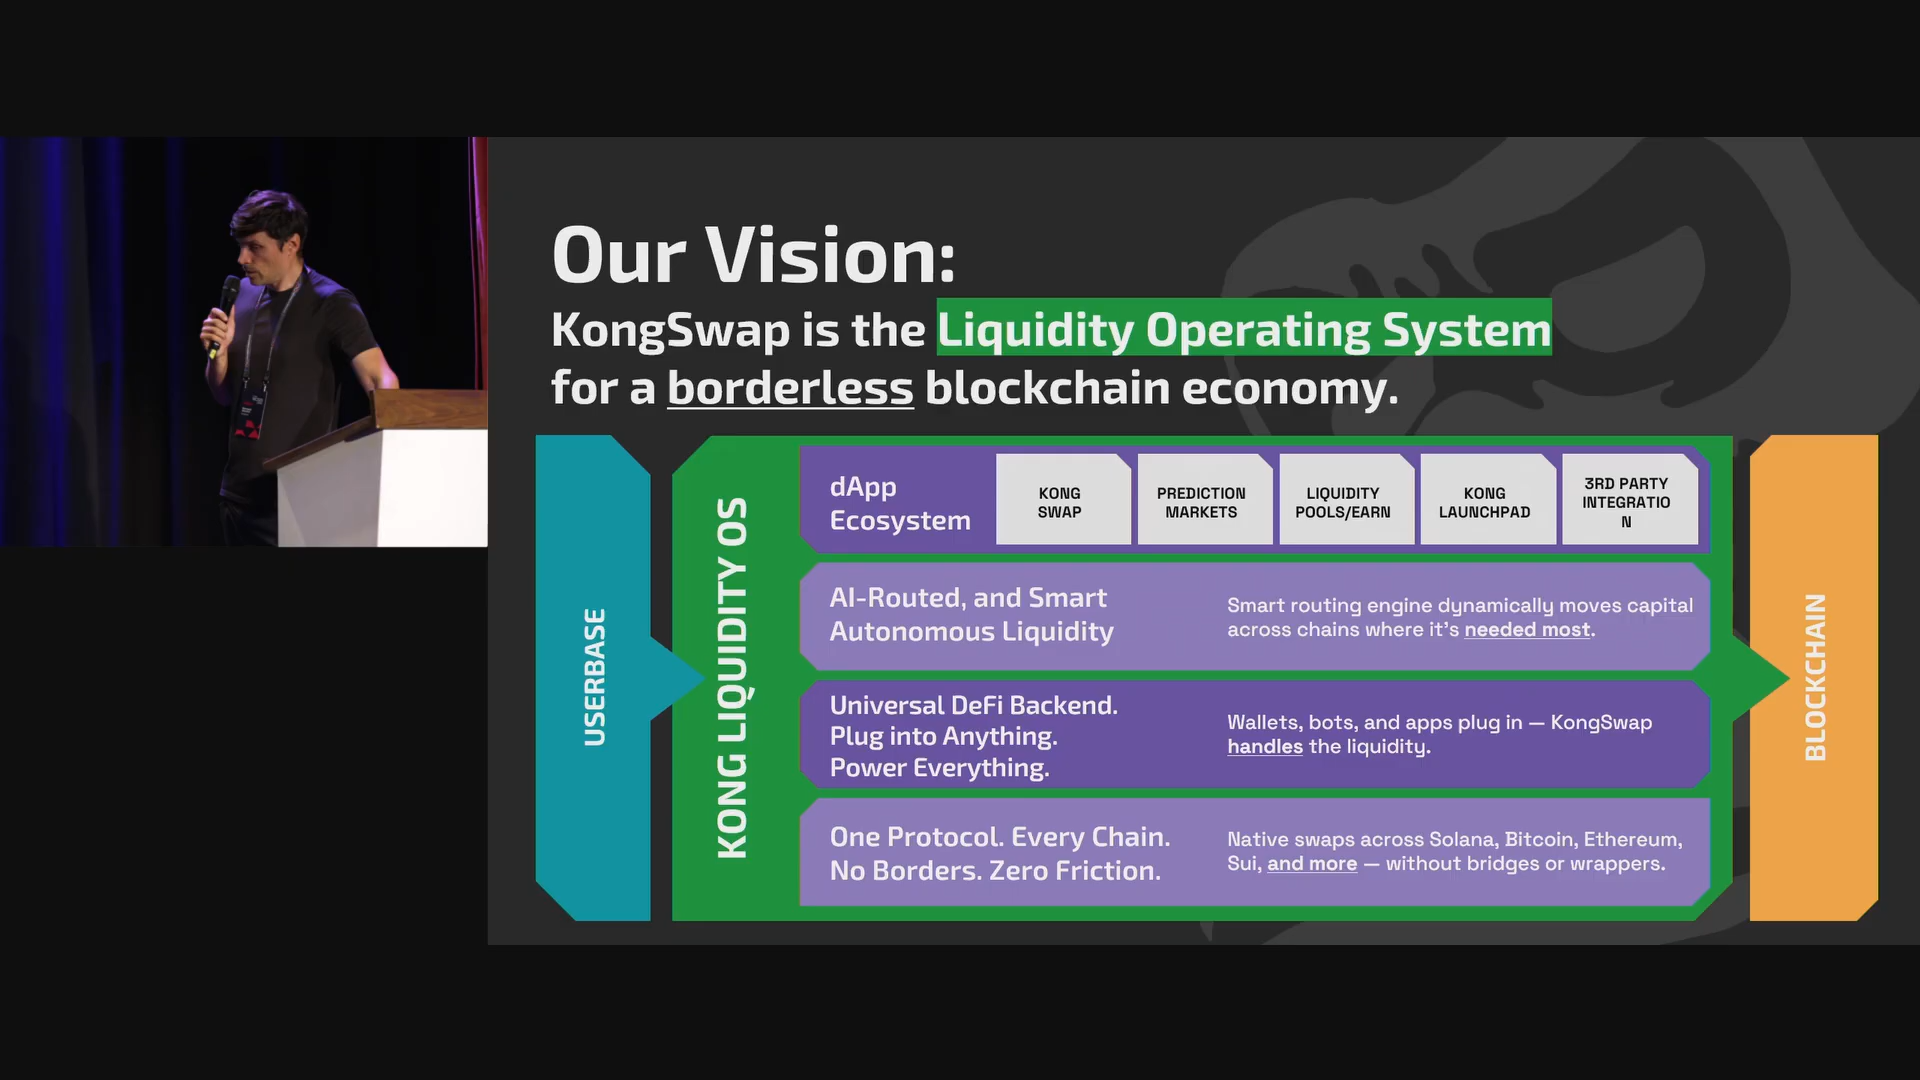 Our Vision:
KongSwap is the Liquidity Operating System
for a borderless blockchain economy.
USERBASE
KONG LIQUIDITY OS
dApp
Ecosystem
KONG
SWAP
PREDICTION
MARKETS
LIQUIDITY
POOLS/EARN
KONG
LAUNCHPAD
3RD PARTY
INTEGRATIO
N
AI-Routed, and Smart
Autonomous Liquidity
Smart routing engine dynamically moves capital
across chains where it's needed most.
Universal DeFi Backend.
Plug into Anything.
Power Everything.
Wallets, bots, and apps plug in — KongSwap
handles the liquidity.
One Protocol. Every Chain.
No Borders. Zero Friction.
Native swaps across Solana, Bitcoin, Ethereum,
Sui, and more — without bridges or wrappers.
BLOCKCHAIN